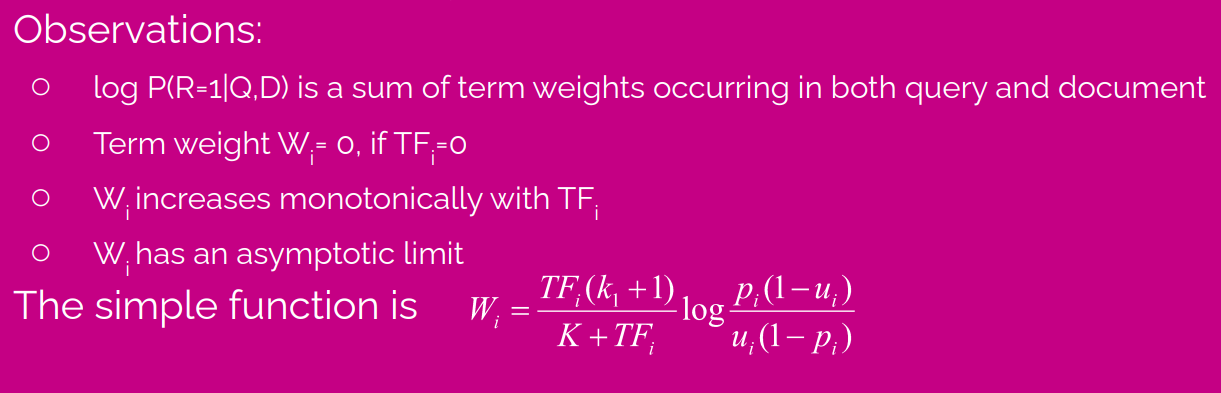 Observations:
○ log P(R=1|Q,D) is a sum of term weights occurring in both query and document
○ Term weight W_i= 0, if TF_i=0
○ W_i increases monotonically with TF_i
○ W_i has an asymptotic limit
The simple function is W_i = \frac{TF_i(k_1+1)}{K+TF_i} \log \frac{p_i(1-u_i)}{u_i(1-p_i)}